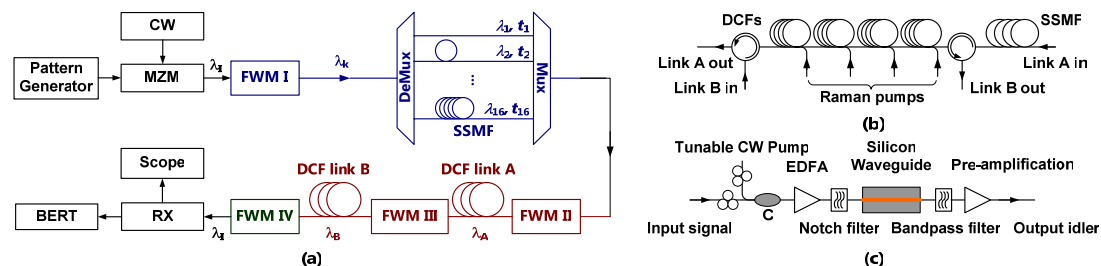 CW
Pattern Generator
MZM
λI
FWM I
λk
DeMux
λ1, t1
λ2, t2
⋮
λ16, t16
SSMF
Mux
Scope
DCF link B
DCF link A
BERT
RX
λI
FWM IV
λB
FWM III
λA
FWM II
(a)
DCFs
SSMF
Link A out
Link A in
Link B in
Raman pumps
Link B out
(b)
Tunable CW Pump
EDFA
Silicon Waveguide
Pre-amplification
C
Input signal
Notch filter
Bandpass filter
Output idler
(c)